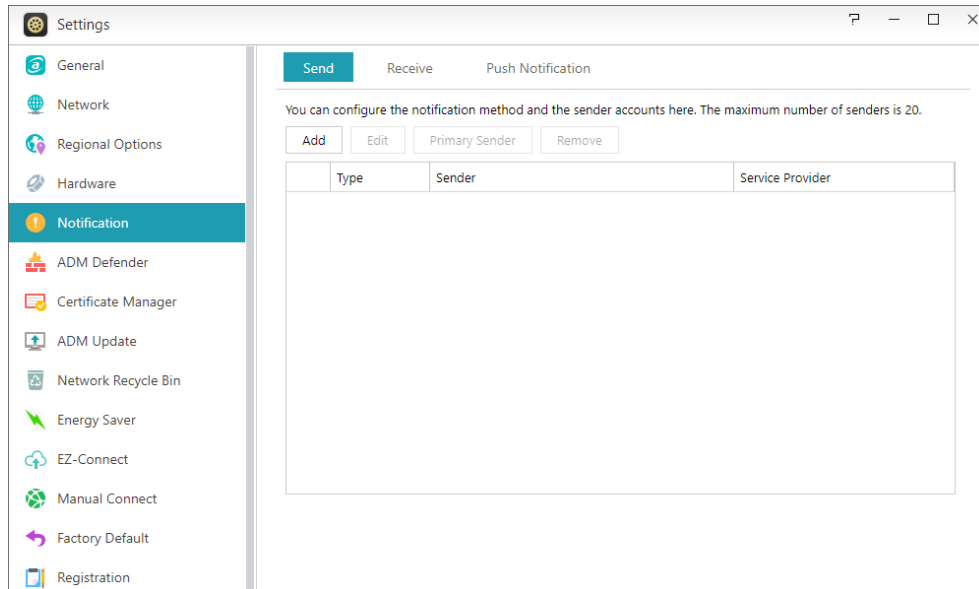 Settings
General
Network
Regional Options
Hardware
Notification
ADM Defender
Certificate Manager
ADM Update
Network Recycle Bin
Energy Saver
EZ-Connect
Manual Connect
Factory Default
Registration
Send Receive Push Notification
You can configure the notification method and the sender accounts here. The maximum number of senders is 20.
Add Edit Primary Sender Remove
Type Sender Service Provider